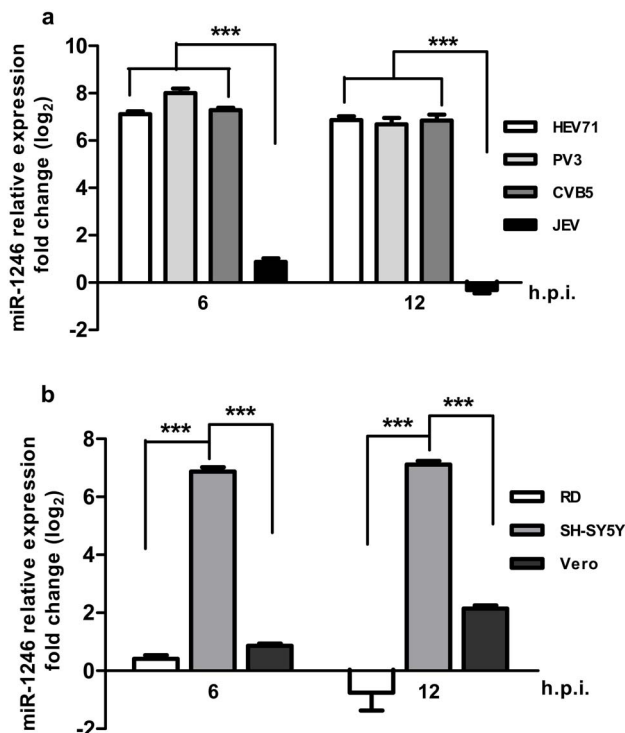 a
miR-1246 relative expression
fold change (log2)
10
8
6
4
2
0
-2
***
***
6
12
h.p.i.
HEV71
PV3
CVB5
JEV
b
miR-1246 relative expression
fold change (log2)
8
6
4
2
0
-2
***
***
***
***
6
12
h.p.i.
RD
SH-SY5Y
Vero